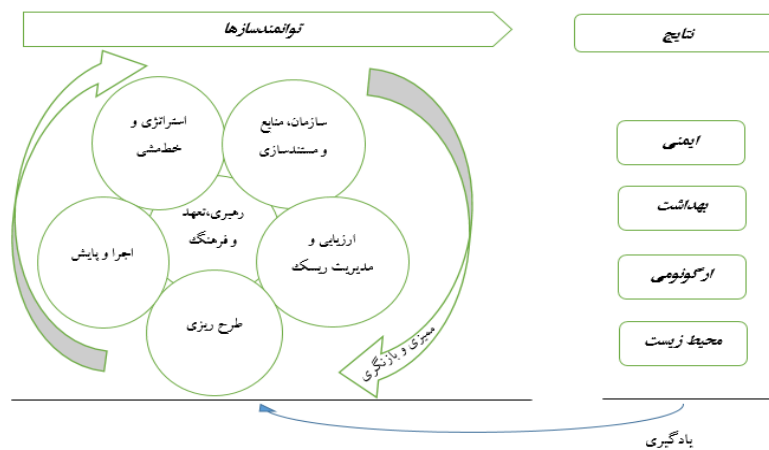 توانمندسازها
نتایج
استراتژی و
خط‌مشی
سازمان، منابع
و مستندسازی
رهبری،تعهد
و فرهنگ
اجرا و پایش
ارزیابی و
مدیریت ریسک
طرح ریزی
ممیزی و بازنگری
ایمنی
بهداشت
ارگونومی
محیط زیست
یادگیری